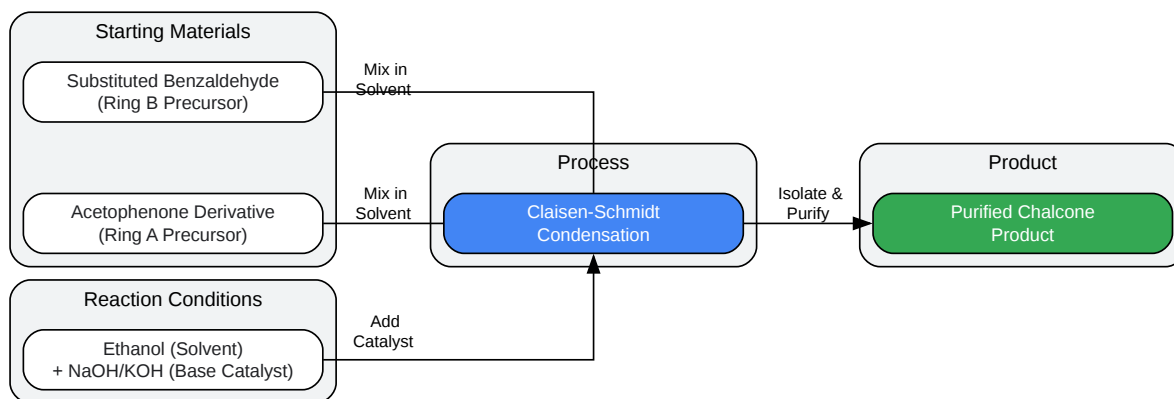 Starting Materials
Substituted Benzaldehyde
(Ring B Precursor)
Mix in
Solvent
Acetophenone Derivative
(Ring A Precursor)
Mix in
Solvent
Process
Claisen-Schmidt
Condensation
Isolate &
Purify
Product
Purified Chalcone
Product
Reaction Conditions
Ethanol (Solvent)
+ NaOH/KOH (Base Catalyst)
Add
Catalyst